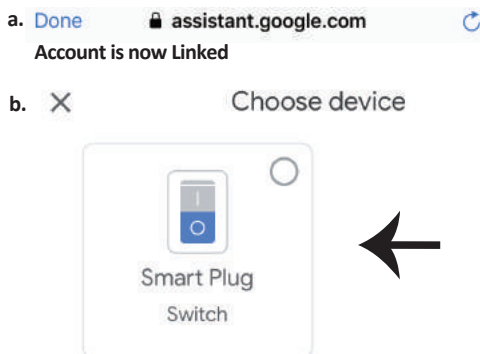 a. Done assistant.google.com
Account is now Linked
b. Choose device
Smart Plug
Switch